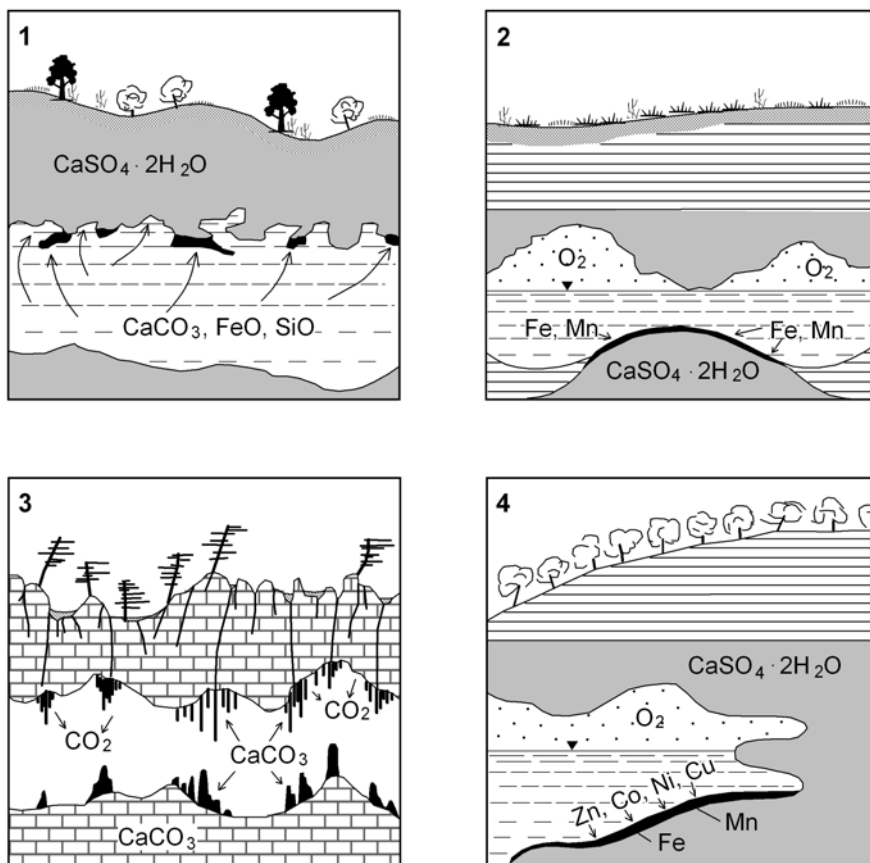 1
CaSO₄ · 2H₂O
CaCO₃, FeO, SiO
2
O₂
O₂
Fe, Mn
Fe, Mn
CaSO₄ · 2H₂O
3
CO₂
CO₂
CaCO₃
CaCO₃
4
CaSO₄ · 2H₂O
O₂
Zn, Co, Ni, Cu
Mn
Fe